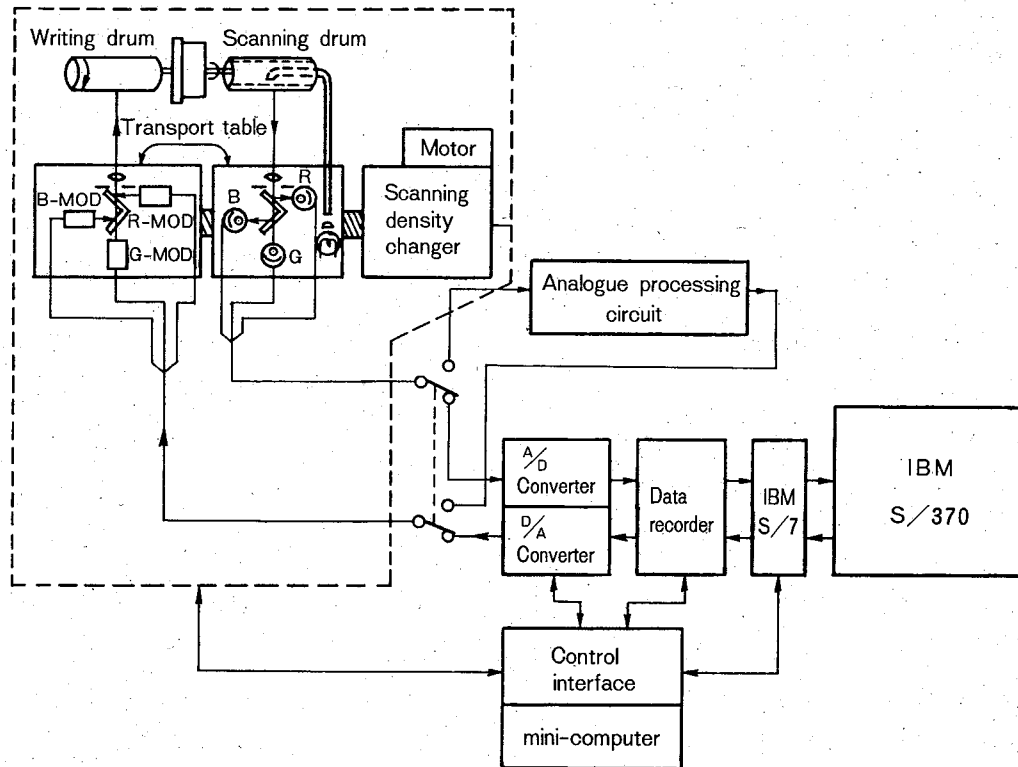 Writing drum
Scanning drum
Transport table
Motor
B-MOD
R-MOD
G-MOD
B
R
G
Scanning
density
changer
Analogue processing
circuit
A/D
Converter
D/A
Converter
Data
recorder
IBM
S/7
IBM
S/370
Control
interface
mini-computer